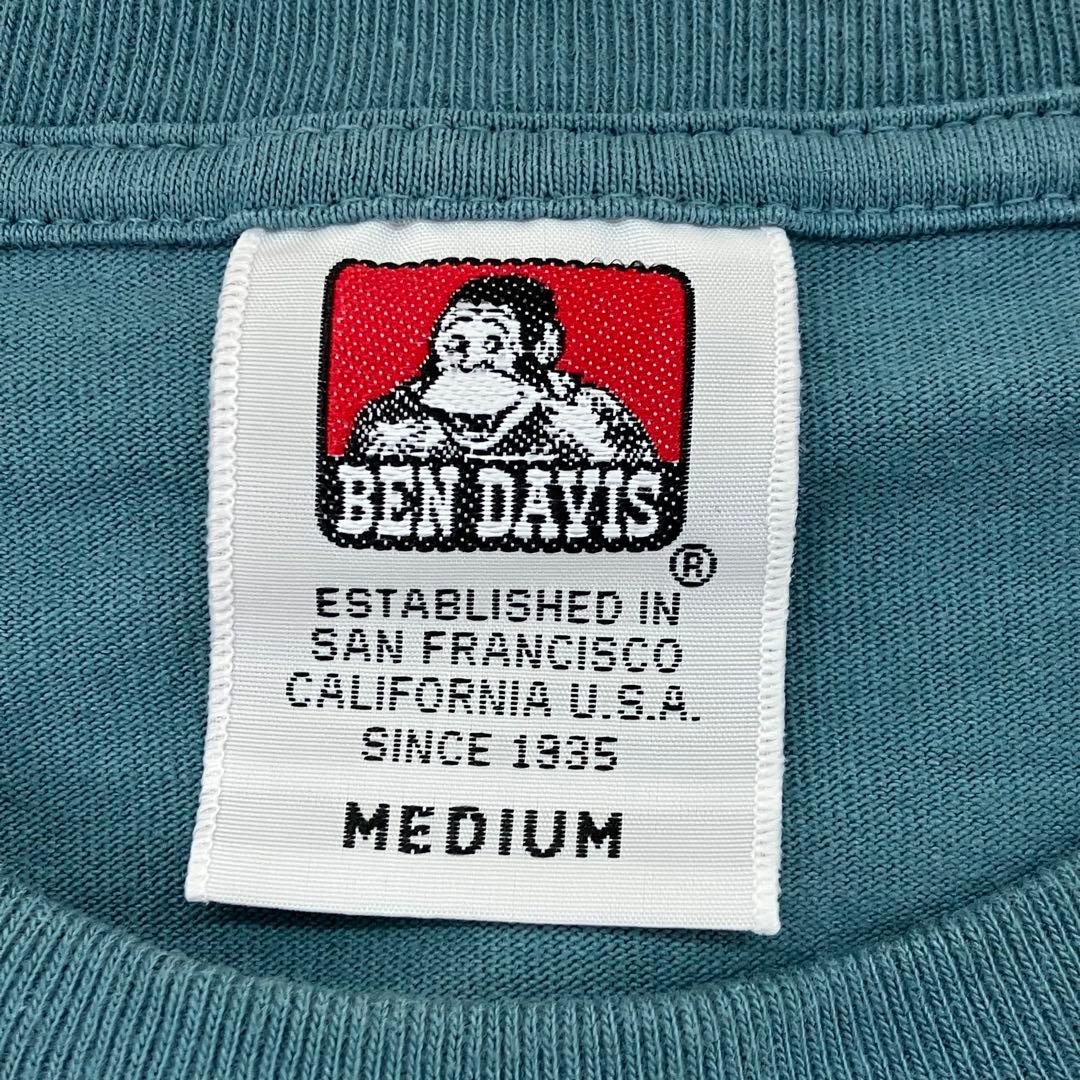 BEN DAVIS
®
ESTABLISHED IN
SAN FRANCISCO
CALIFORNIA U.S.A.
SINCE 1935
MEDIUM